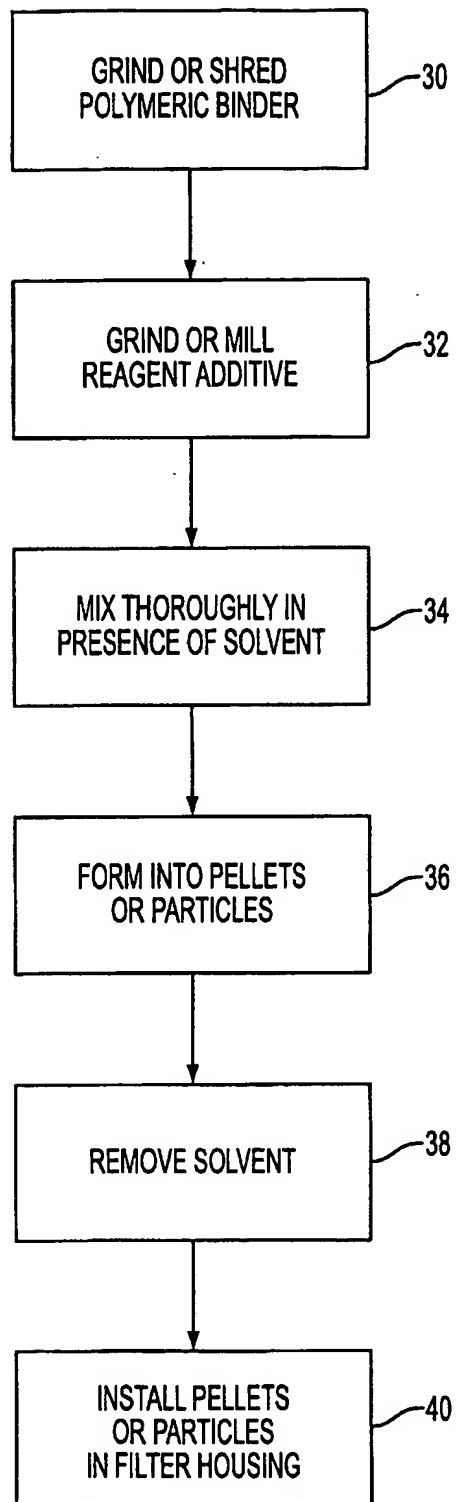 GRIND OR SHRED
POLYMERIC BINDER
30
GRIND OR MILL
REAGENT ADDITIVE
32
MIX THOROUGHLY IN
PRESENCE OF SOLVENT
34
FORM INTO PELLETS
OR PARTICLES
36
REMOVE SOLVENT
38
INSTALL PELLETS
OR PARTICLES
IN FILTER HOUSING
40